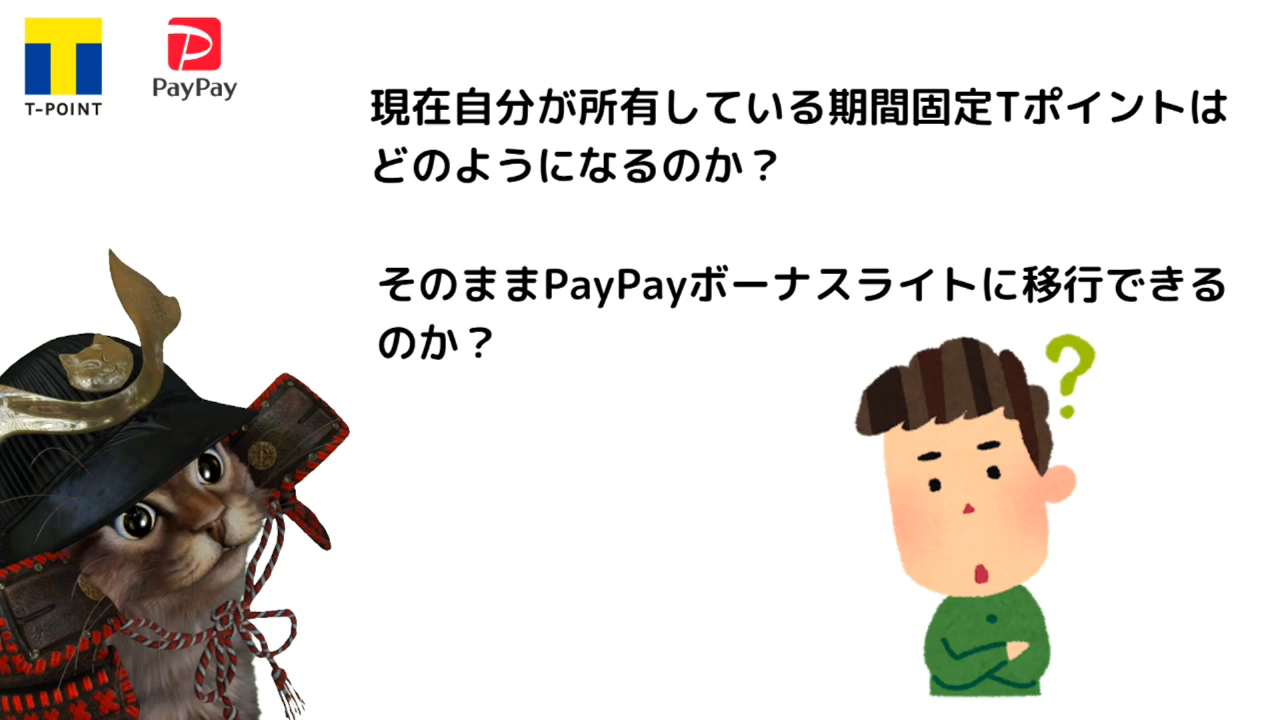 T-POINT
PayPay
現在自分が所有している期間固定Tポイントは
どのようになるのか？
そのままPayPayボーナスライトに移行できる
のか？